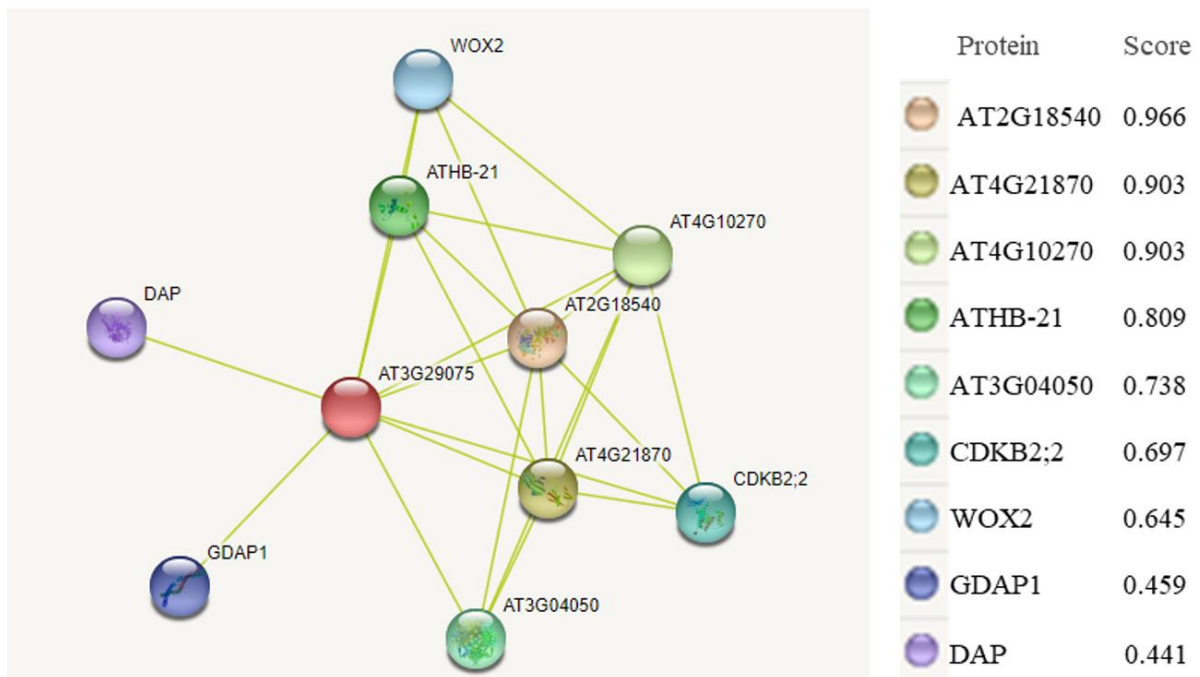 WOX2
ATHB-21
AT4G10270
DAP
AT2G18540
AT3G29075
AT4G21870
CDKB2;2
GDAP1
AT3G04050
Protein Score
AT2G18540 0.966
AT4G21870 0.903
AT4G10270 0.903
ATHB-21 0.809
AT3G04050 0.738
CDKB2;2 0.697
WOX2 0.645
GDAP1 0.459
DAP 0.441